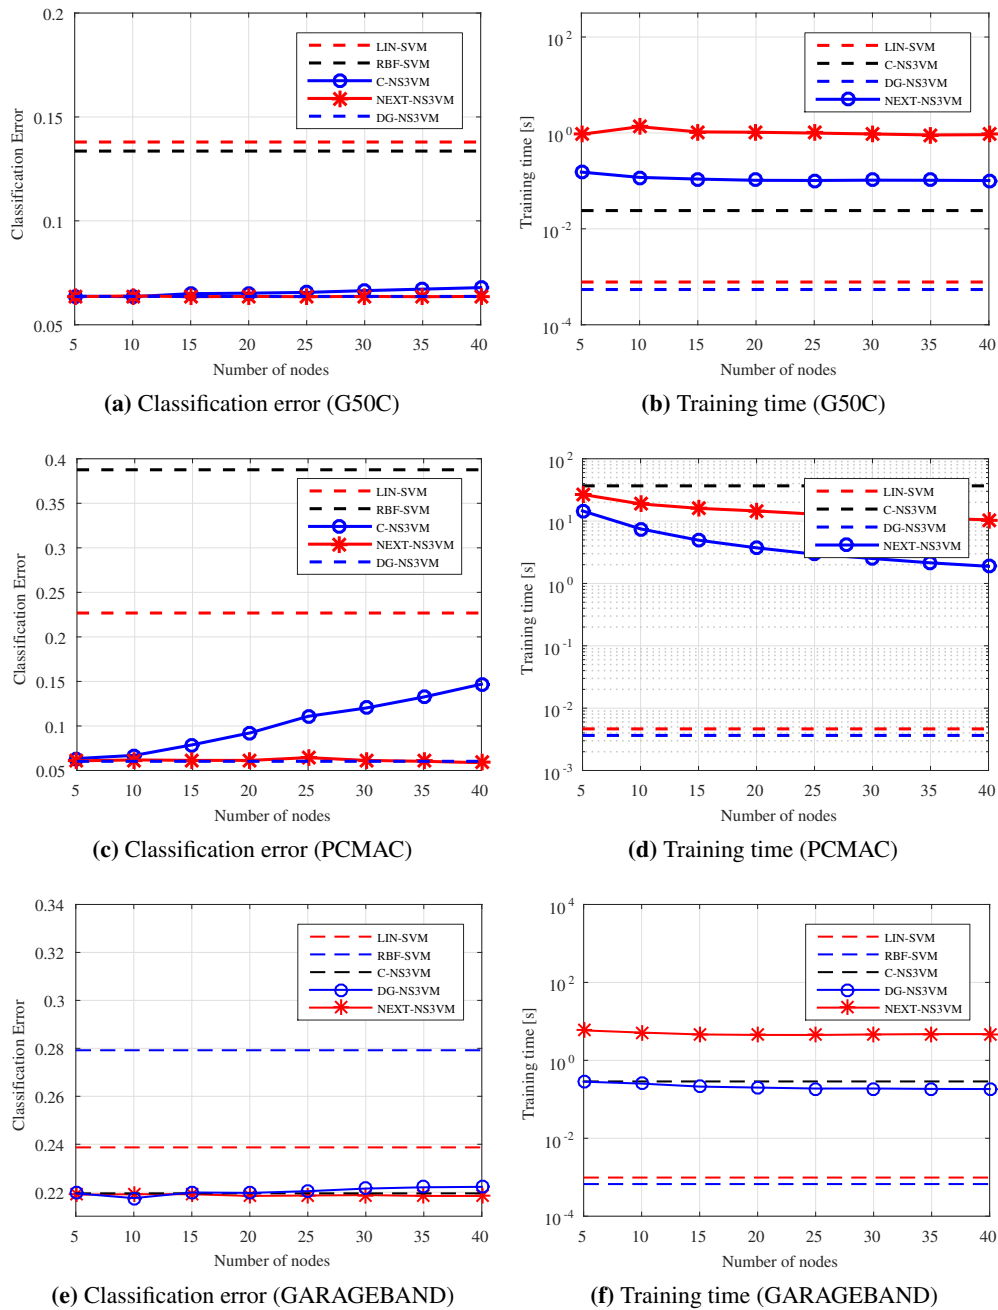 0.2
0.15
0.1
0.05
5 10 15 20 25 30 35 40
Classification Error
Number of nodes
LIN-SVM
RBF-SVM
C-NS3VM
NEXT-NS3VM
DG-NS3VM
(a) Classification error (G50C)
10^2
10^0
10^-2
10^-4
5 10 15 20 25 30 35 40
Training time [s]
Number of nodes
LIN-SVM
C-NS3VM
DG-NS3VM
NEXT-NS3VM
(b) Training time (G50C)
0.4
0.35
0.3
0.25
0.2
0.15
0.1
0.05
5 10 15 20 25 30 35 40
Classification Error
Number of nodes
LIN-SVM
RBF-SVM
C-NS3VM
NEXT-NS3VM
DG-NS3VM
(c) Classification error (PCMAC)
10^2
10^1
10^0
10^-1
10^-2
10^-3
5 10 15 20 25 30 35 40
Training time [s]
Number of nodes
LIN-SVM
C-NS3VM
DG-NS3VM
NEXT-NS3VM
(d) Training time (PCMAC)
0.34
0.32
0.3
0.28
0.26
0.24
0.22
5 10 15 20 25 30 35 40
Classification Error
Number of nodes
LIN-SVM
RBF-SVM
C-NS3VM
DG-NS3VM
NEXT-NS3VM
(e) Classification error (GARAGEBAND)
10^4
10^2
10^0
10^-2
10^-4
5 10 15 20 25 30 35 40
Training time [s]
Number of nodes
LIN-SVM
RBF-SVM
C-NS3VM
DG-NS3VM
NEXT-NS3VM
(f) Training time (GARAGEBAND)